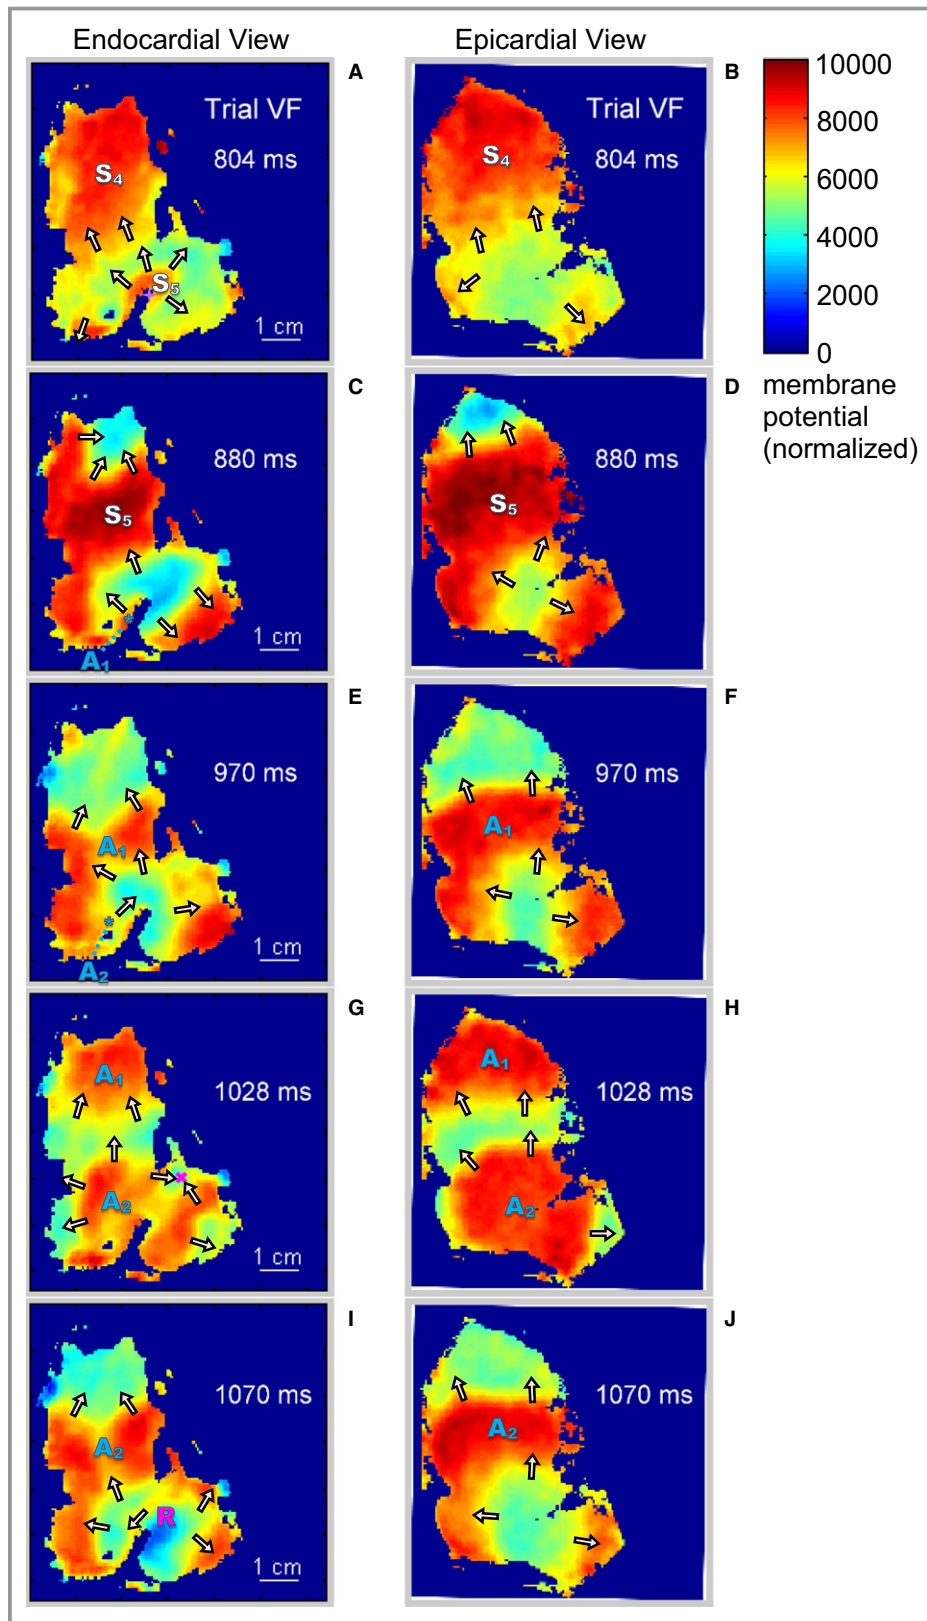 Endocardial View
Epicardial View
A
Trial VF
804 ms
S4
S5
1 cm
B
Trial VF
804 ms
S4
10000
8000
6000
4000
2000
0
membrane
potential
(normalized)
C
880 ms
S5
*
A1
1 cm
D
880 ms
S5
E
970 ms
A1
*
A2
1 cm
F
970 ms
A1
G
A1
1028 ms
×
A2
1 cm
H
A1
1028 ms
A2
I
1070 ms
A2
R
1 cm
J
1070 ms
A2